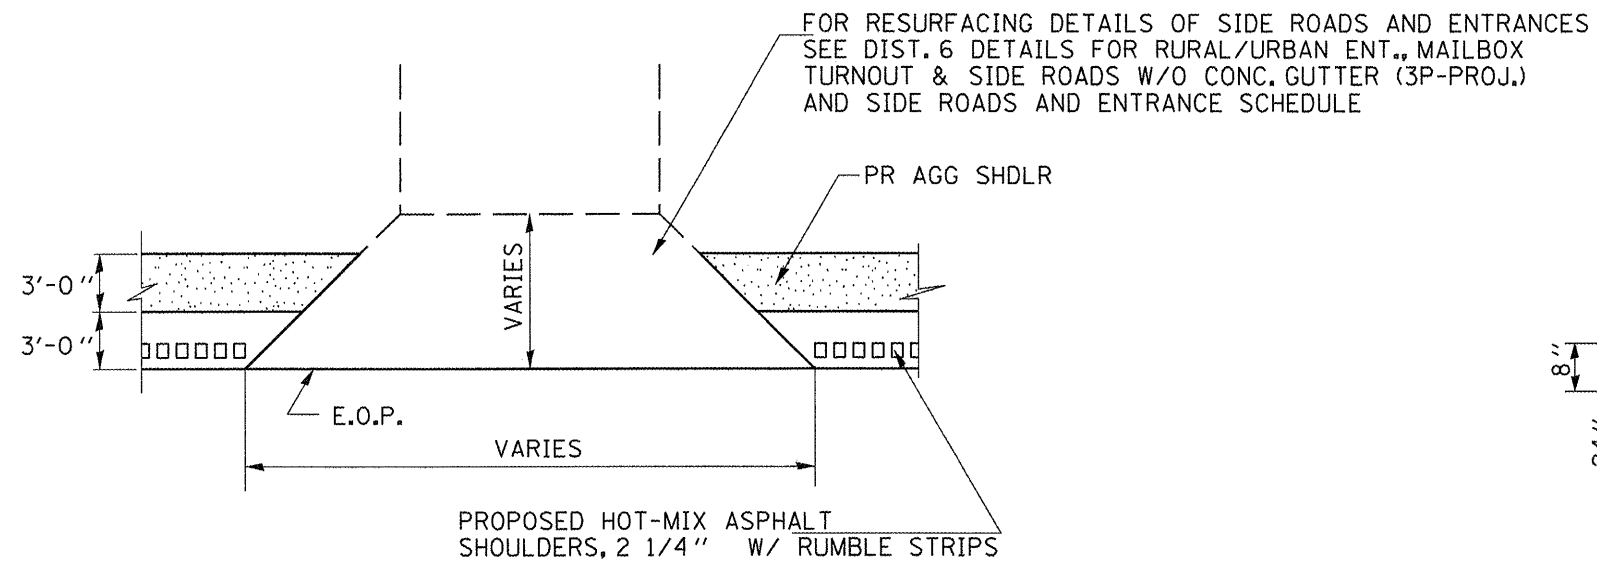 FOR RESURFACING DETAILS OF SIDE ROADS AND ENTRANCES
SEE DIST. 6 DETAILS FOR RURAL/URBAN ENT., MAILBOX
TURNOUT & SIDE ROADS W/O CONC. GUTTER (3P-PROJ.)
AND SIDE ROADS AND ENTRANCE SCHEDULE
PR AGG SHDLR
3'-0"
VARIES
3'-0"
8"
E.O.P.
VARIES
PROPOSED HOT-MIX ASPHALT
SHOULDERS, 2 1/4" W/ RUMBLE STRIPS